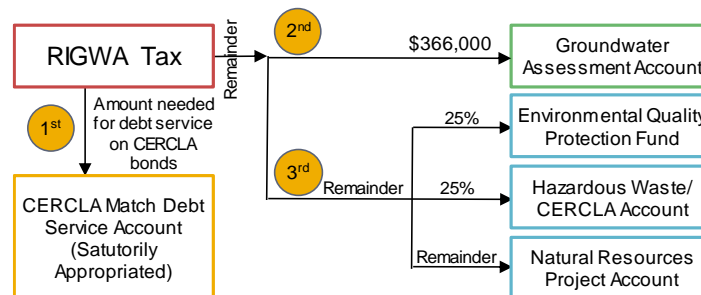 RIGWA Tax
Remainder
2nd
$366,000
Groundwater
Assessment Account
1st
Amount needed
for debt service
on CERCLA
bonds
25%
Environmental Quality
Protection Fund
3rd
Remainder
25%
Hazardous Waste/
CERCLA Account
CERCLA Match Debt
Service Account
(Satutorily
Appropriated)
Remainder
Natural Resources
Project Account